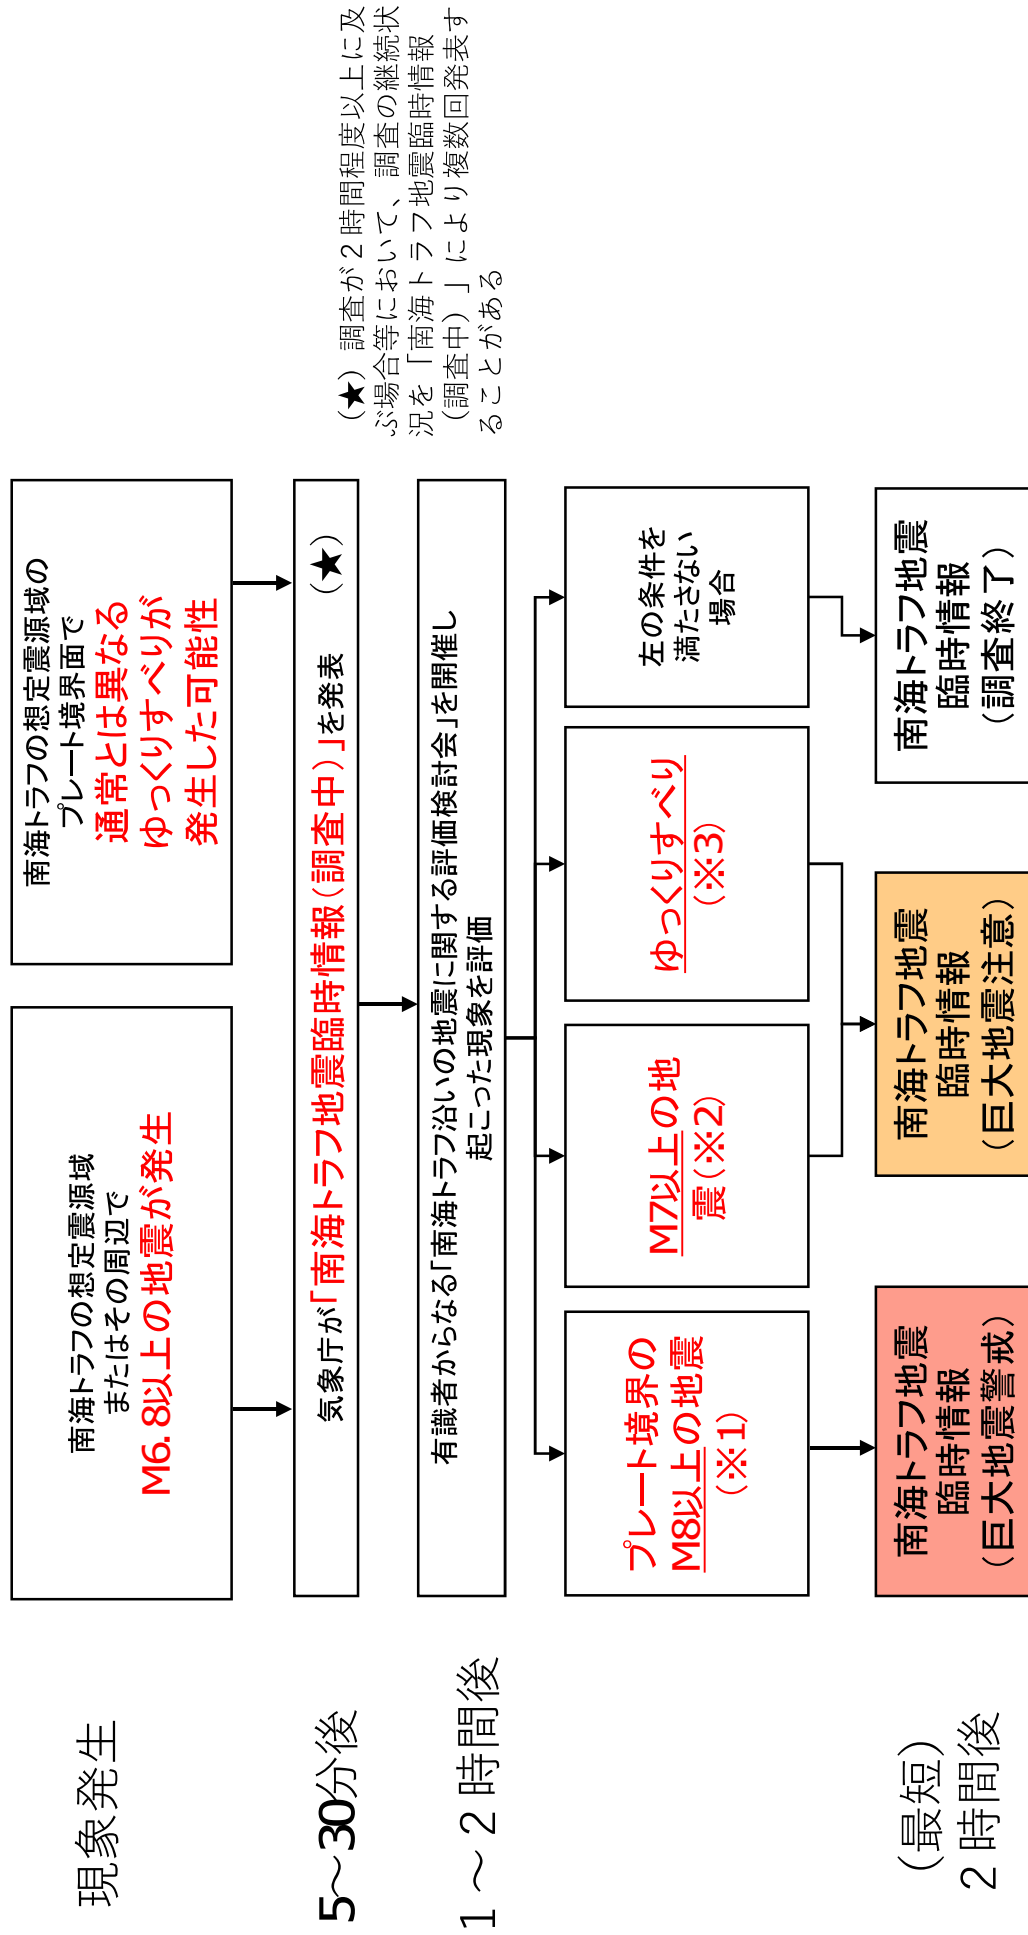 現象発生
南海トラフの想定震源域
またはその周辺で
M6.8以上の地震が発生
南海トラフの想定震源域の
プレート境界面で
通常とは異なる
ゆっくりすべりが
発生した可能性
5～30分後
気象庁が「南海トラフ地震臨時情報(調査中)」を発表 (★)
(★)調査が2時間程度以上に及
ぶ場合等において、調査の継続状
況を「南海トラフ地震臨時情報
(調査中)」により複数回発表す
ることがある
1～2時間後
有識者からなる「南海トラフ沿いの地震に関する評価検討会」を開催し
起こった現象を評価
プレート境界の
M8以上の地震
(※1)
M7以上の地
震(※2)
ゆっくりすべり
(※3)
左の条件を
満たさない
場合
(最短)
2時間後
南海トラフ地震
臨時情報
(巨大地震警戒)
南海トラフ地震
臨時情報
(巨大地震注意)
南海トラフ地震
臨時情報
(調査終了)